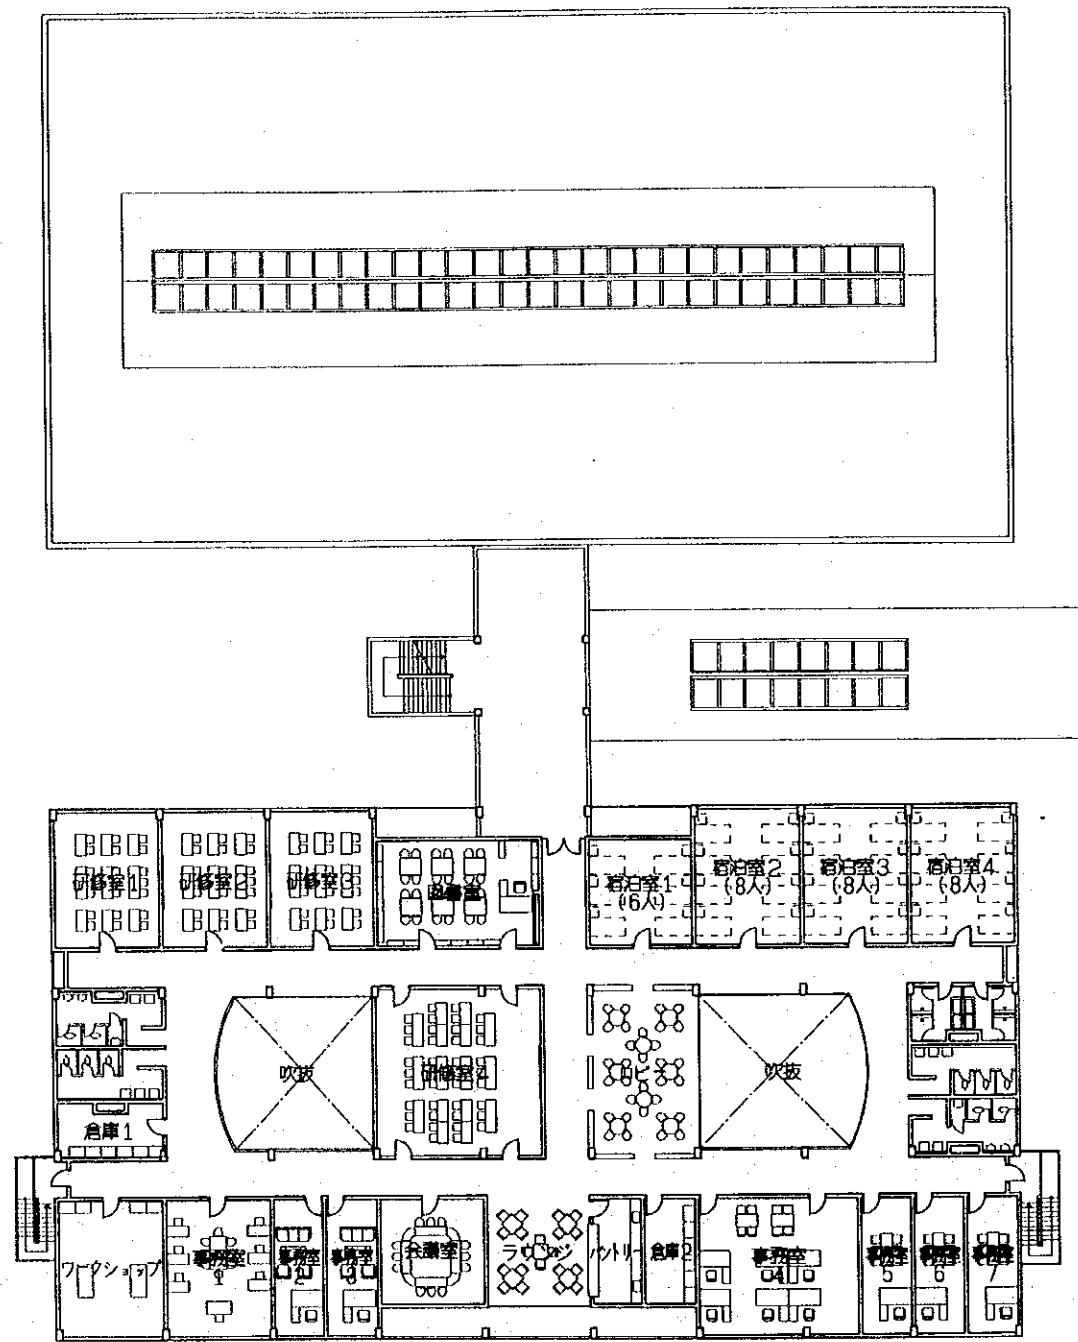 研修室1
研修室2
研修室3
図書室
宿泊室1
(6人)
宿泊室2
(8人)
宿泊室3
(8人)
宿泊室4
(8人)
吹抜
研修室4
ロビー
吹抜
倉庫1
ワークショップ
事務室
1
事務室
2
事務室
3
会議室
ラウンジ
パントリー
倉庫2
事務室
4
事務室
5
事務室
6
事務室
7